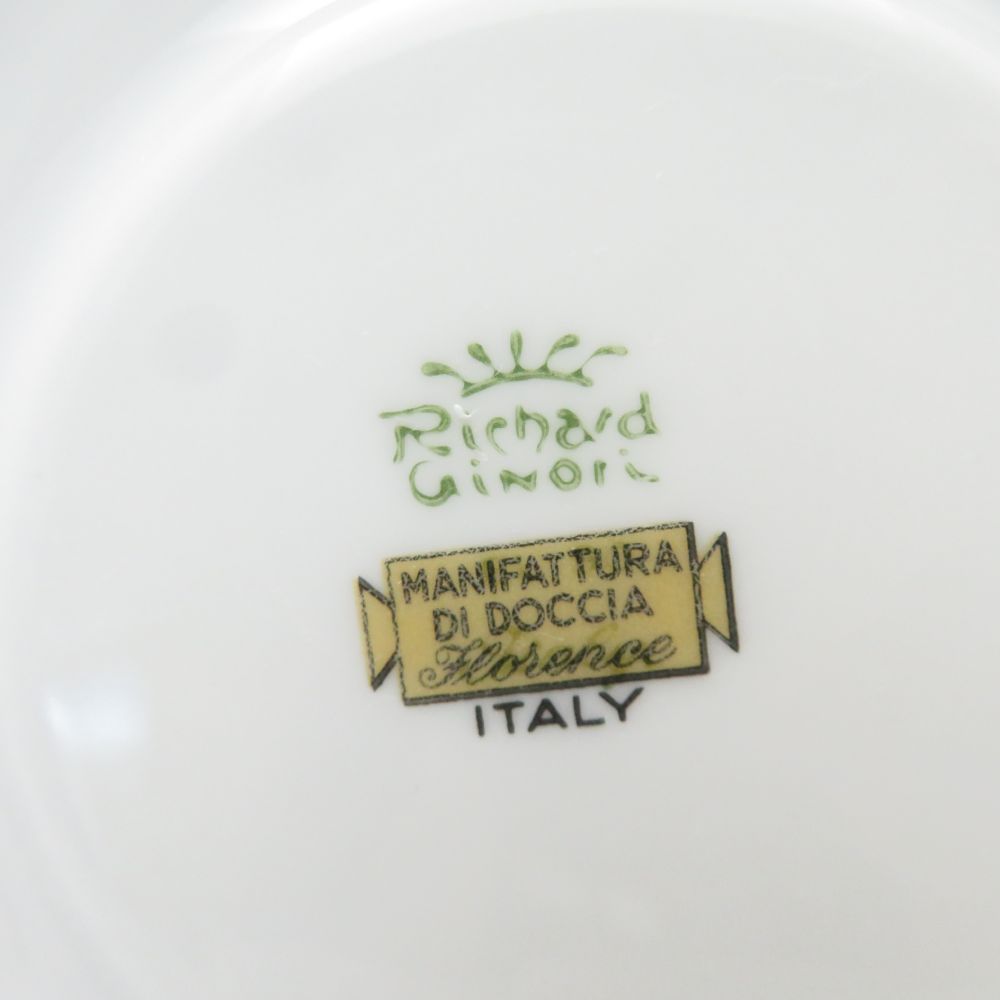 Richard
Ginori
MANIFATTURA
DI DOCCIA
Florence
ITALY